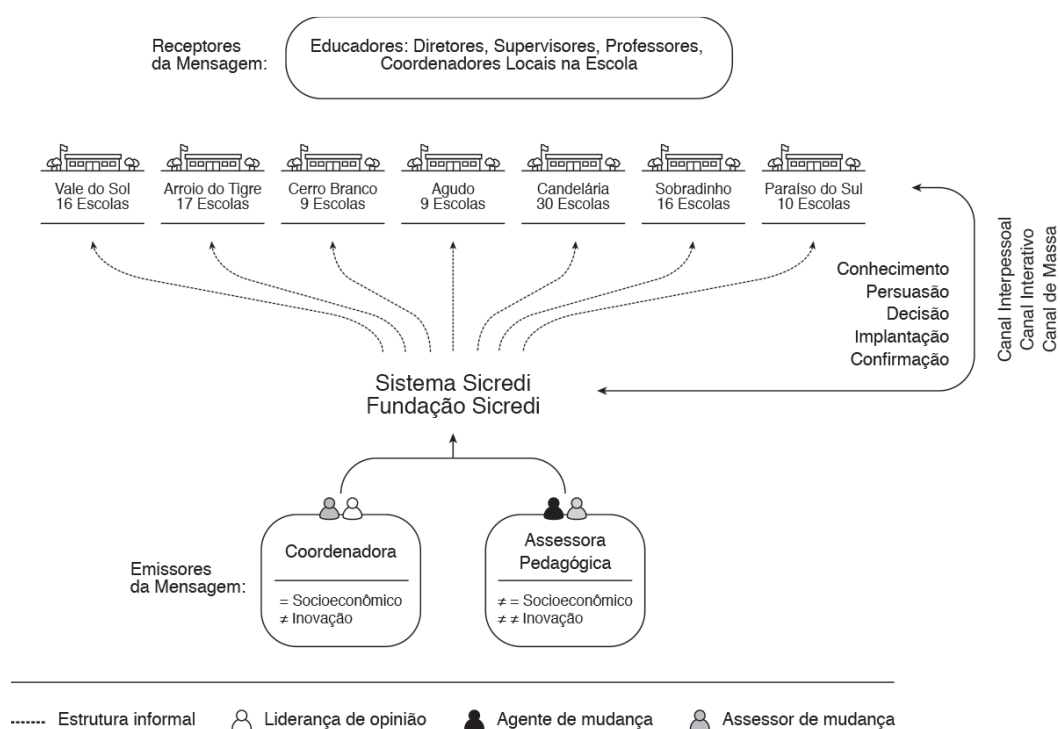 Receptores
da Mensagem:
Educadores: Diretores, Supervisores, Professores,
Coordenadores Locais na Escola
Vale do Sol
16 Escolas
Arroio do Tigre
17 Escolas
Cerro Branco
9 Escolas
Agudo
9 Escolas
Candelária
30 Escolas
Sobradinho
16 Escolas
Paraíso do Sul
10 Escolas
Conhecimento
Persuasão
Decisão
Implantação
Confirmação
Canal Interpessoal
Canal Interativo
Canal de Massa
Sistema Sicredi
Fundação Sicredi
Emissores
da Mensagem:
Coordenadora
= Socioeconômico
≠ Inovação
Assessora
Pedagógica
≠ = Socioeconômico
≠ ≠ Inovação
Estrutura informal
Liderança de opinião
Agente de mudança
Assessor de mudança